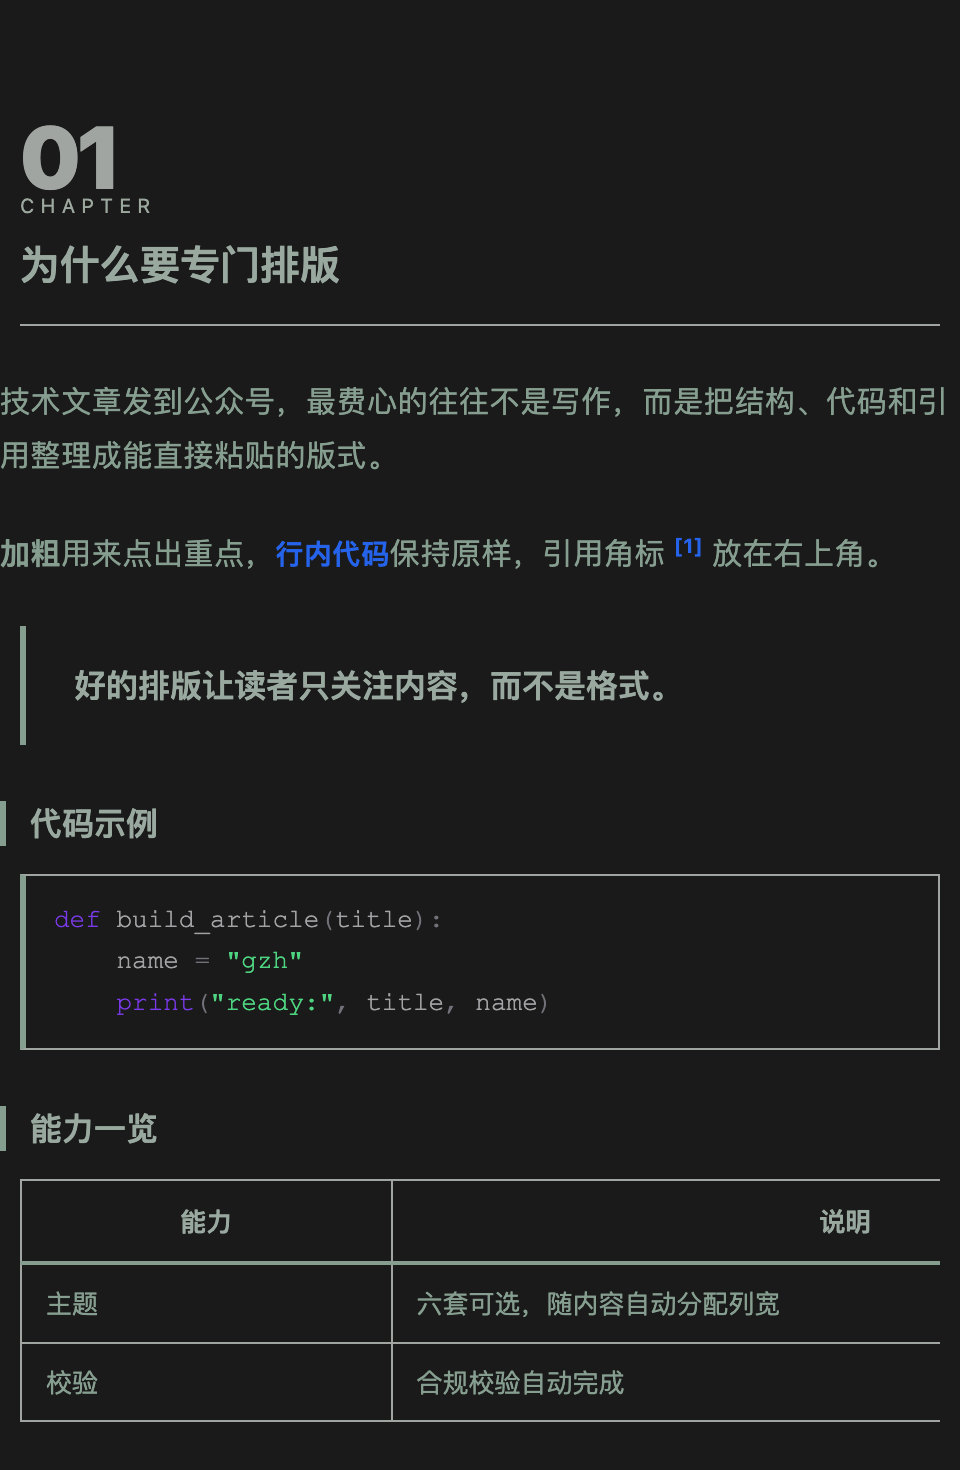 01
CHAPTER
为什么要专门排版
技术文章发到公众号，最费心的往往不是写作，而是把结构、代码和引
用整理成能直接粘贴的版式。
加粗用来点出重点，行内代码保持原样，引用角标 [1] 放在右上角。
好的排版让读者只关注内容，而不是格式。
代码示例
def build_article(title):
    name = "gzh"
    print("ready:", title, name)
能力一览
能力 说明
主题 六套可选，随内容自动分配列宽
校验 合规校验自动完成